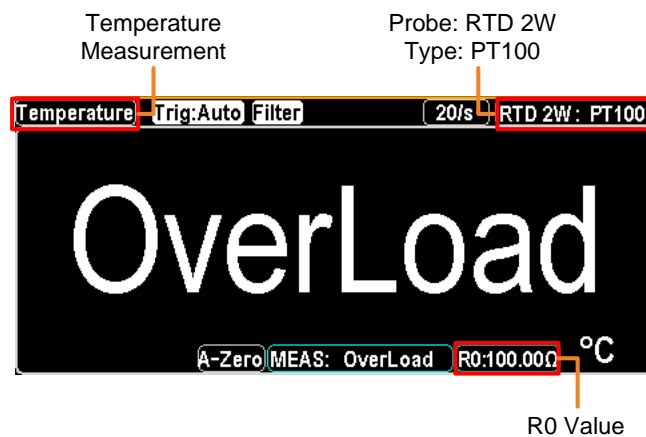 Temperature
Measurement
Probe: RTD 2W
Type: PT100
Temperature Trig:Auto Filter 20/s RTD 2W: PT100
OverLoad
A-Zero MEAS: OverLoad R0:100.00Ω °C
R0 Value